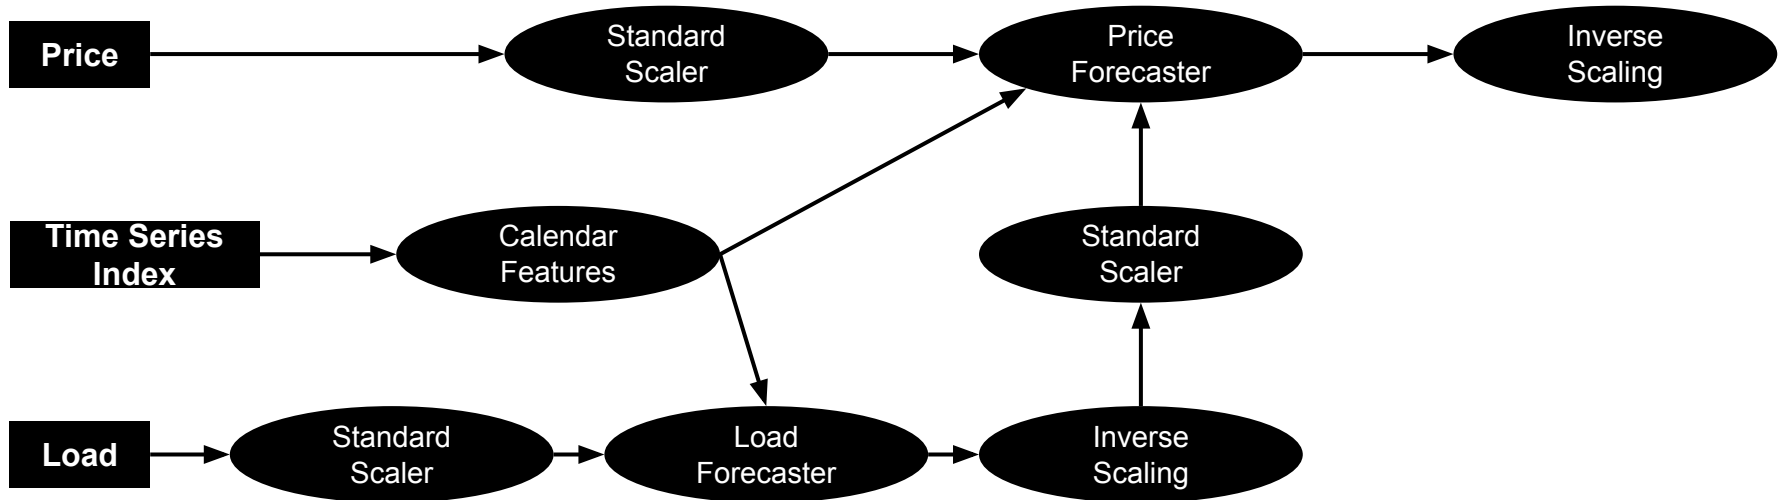 Price
Standard
Scaler
Price
Forecaster
Inverse
Scaling
Time Series
Index
Calendar
Features
Standard
Scaler
Load
Standard
Scaler
Load
Forecaster
Inverse
Scaling